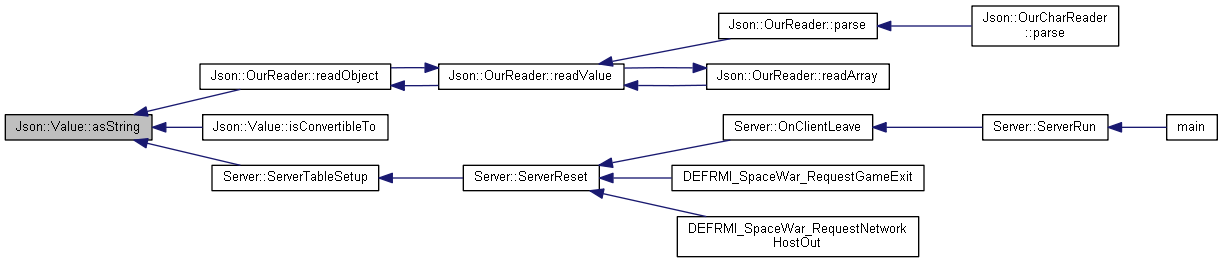 Json::OurReader::parse
Json::OurCharReader
::parse
Json::OurReader::readObject
Json::OurReader::readValue
Json::OurReader::readArray
Json::Value::asString
Json::Value::isConvertibleTo
Server::OnClientLeave
Server::ServerRun
main
Server::ServerTableSetup
Server::ServerReset
DEFRMI_SpaceWar_RequestGameExit
DEFRMI_SpaceWar_RequestNetwork
HostOut